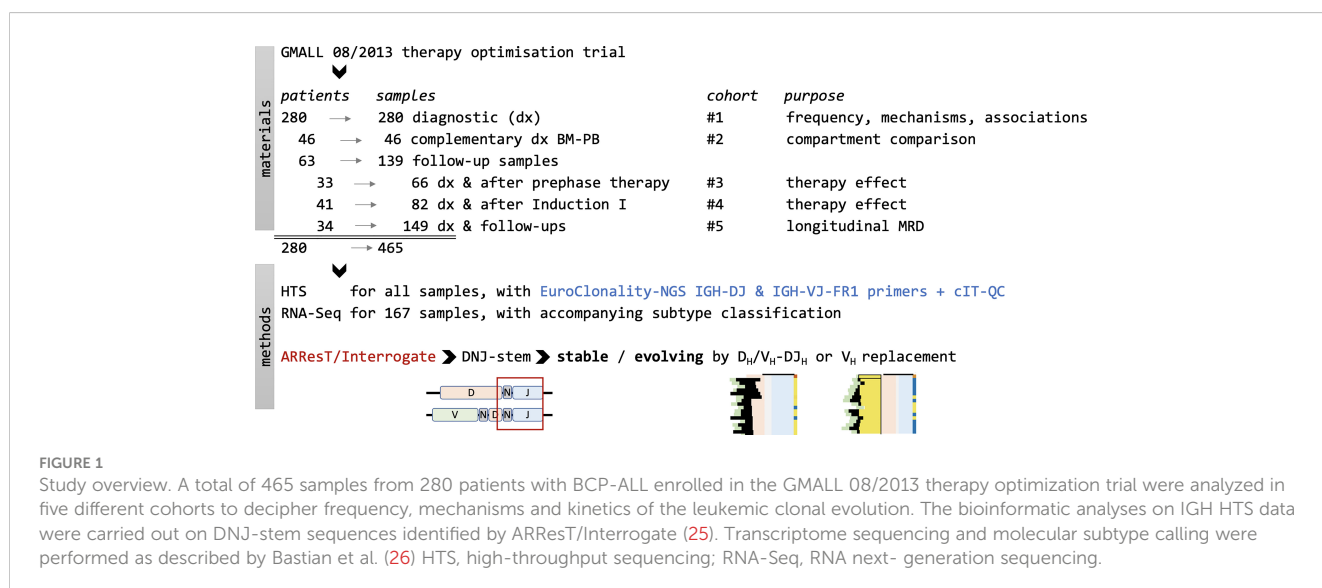 materials
GMALL 08/2013 therapy optimisation trial
patients samples cohort purpose
280 → 280 diagnostic (dx) #1 frequency, mechanisms, associations
46 → 46 complementary dx BM-PB #2 compartment comparison
63 → 139 follow-up samples
33 → 66 dx & after prephase therapy #3 therapy effect
41 → 82 dx & after Induction I #4 therapy effect
34 → 149 dx & follow-ups #5 longitudinal MRD
280 → 465
methods
HTS for all samples, with EuroClonality-NGS IGH-DJ & IGH-VJ-FR1 primers + cIT-QC
RNA-Seq for 167 samples, with accompanying subtype classification
ARResT/Interrogate > DNJ-stem > stable / evolving by D_H/V_H-DJ_H or V_H replacement
D N J
V N D N J
FIGURE 1
Study overview. A total of 465 samples from 280 patients with BCP-ALL enrolled in the GMALL 08/2013 therapy optimization trial were analyzed in
five different cohorts to decipher frequency, mechanisms and kinetics of the leukemic clonal evolution. The bioinformatic analyses on IGH HTS data
were carried out on DNJ-stem sequences identified by ARResT/Interrogate (25). Transcriptome sequencing and molecular subtype calling were
performed as described by Bastian et al. (26) HTS, high-throughput sequencing; RNA-Seq, RNA next- generation sequencing.